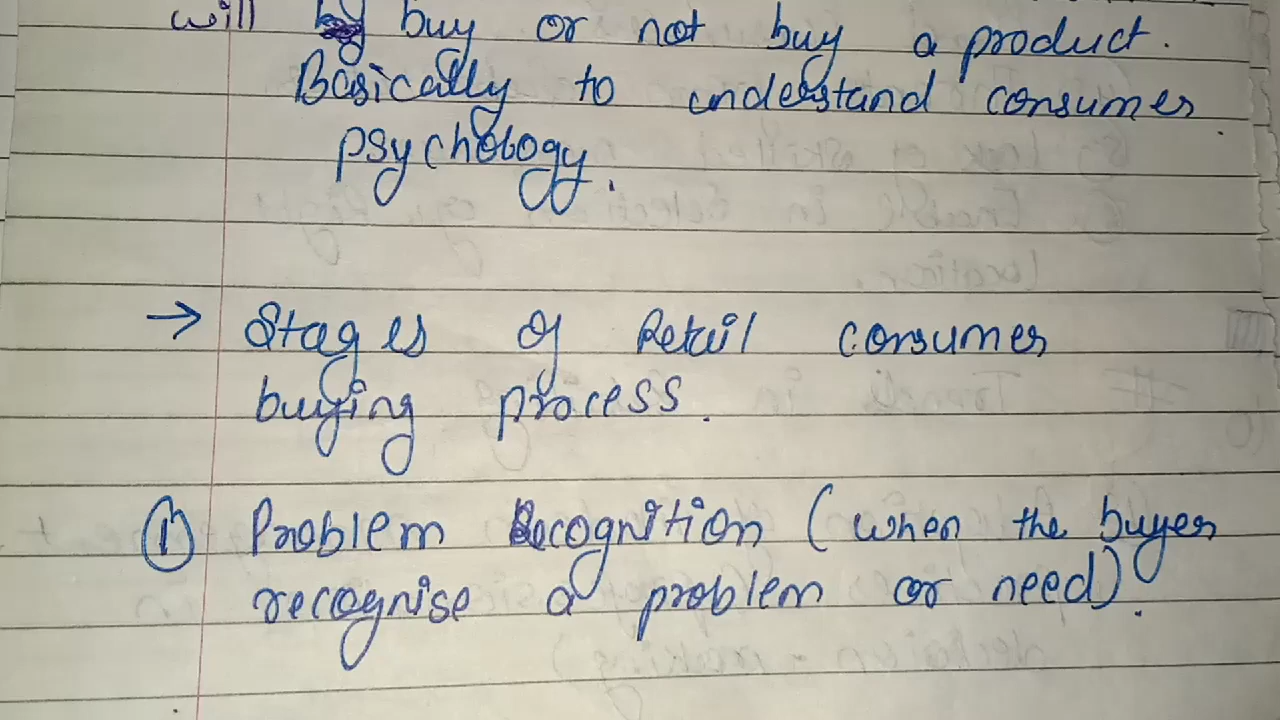 will buy or not buy a product.
Basically to understand consumer
psychology.
→ Stages of Retail consumer
buying process.
① Problem Recognition (when the buyer
recognise a problem or need).